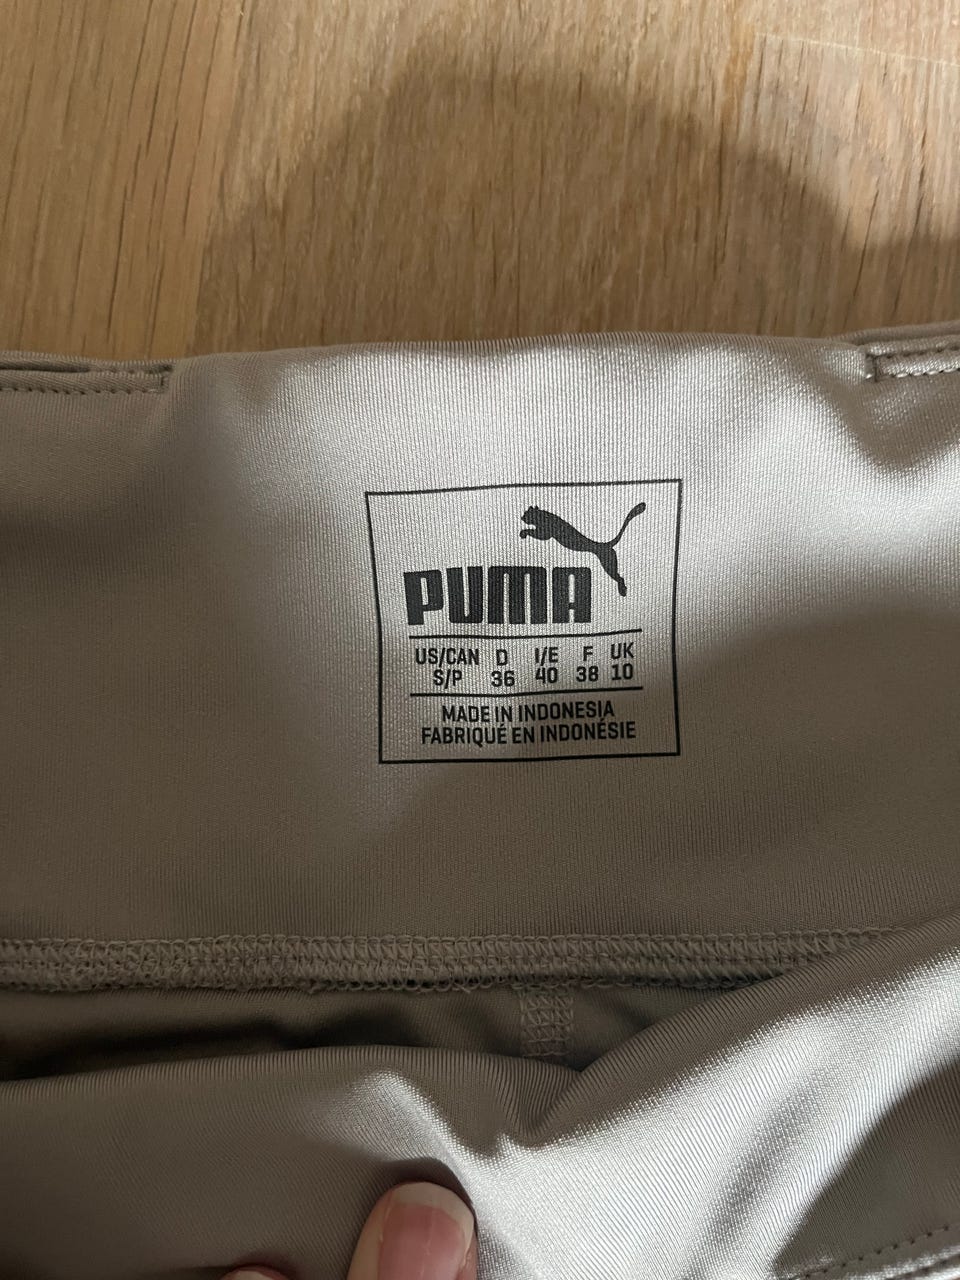 PUMA
US/CAN D I/E F UK
S/P 36 40 38 10
MADE IN INDONESIA
FABRIQUÉ EN INDONÉSIE